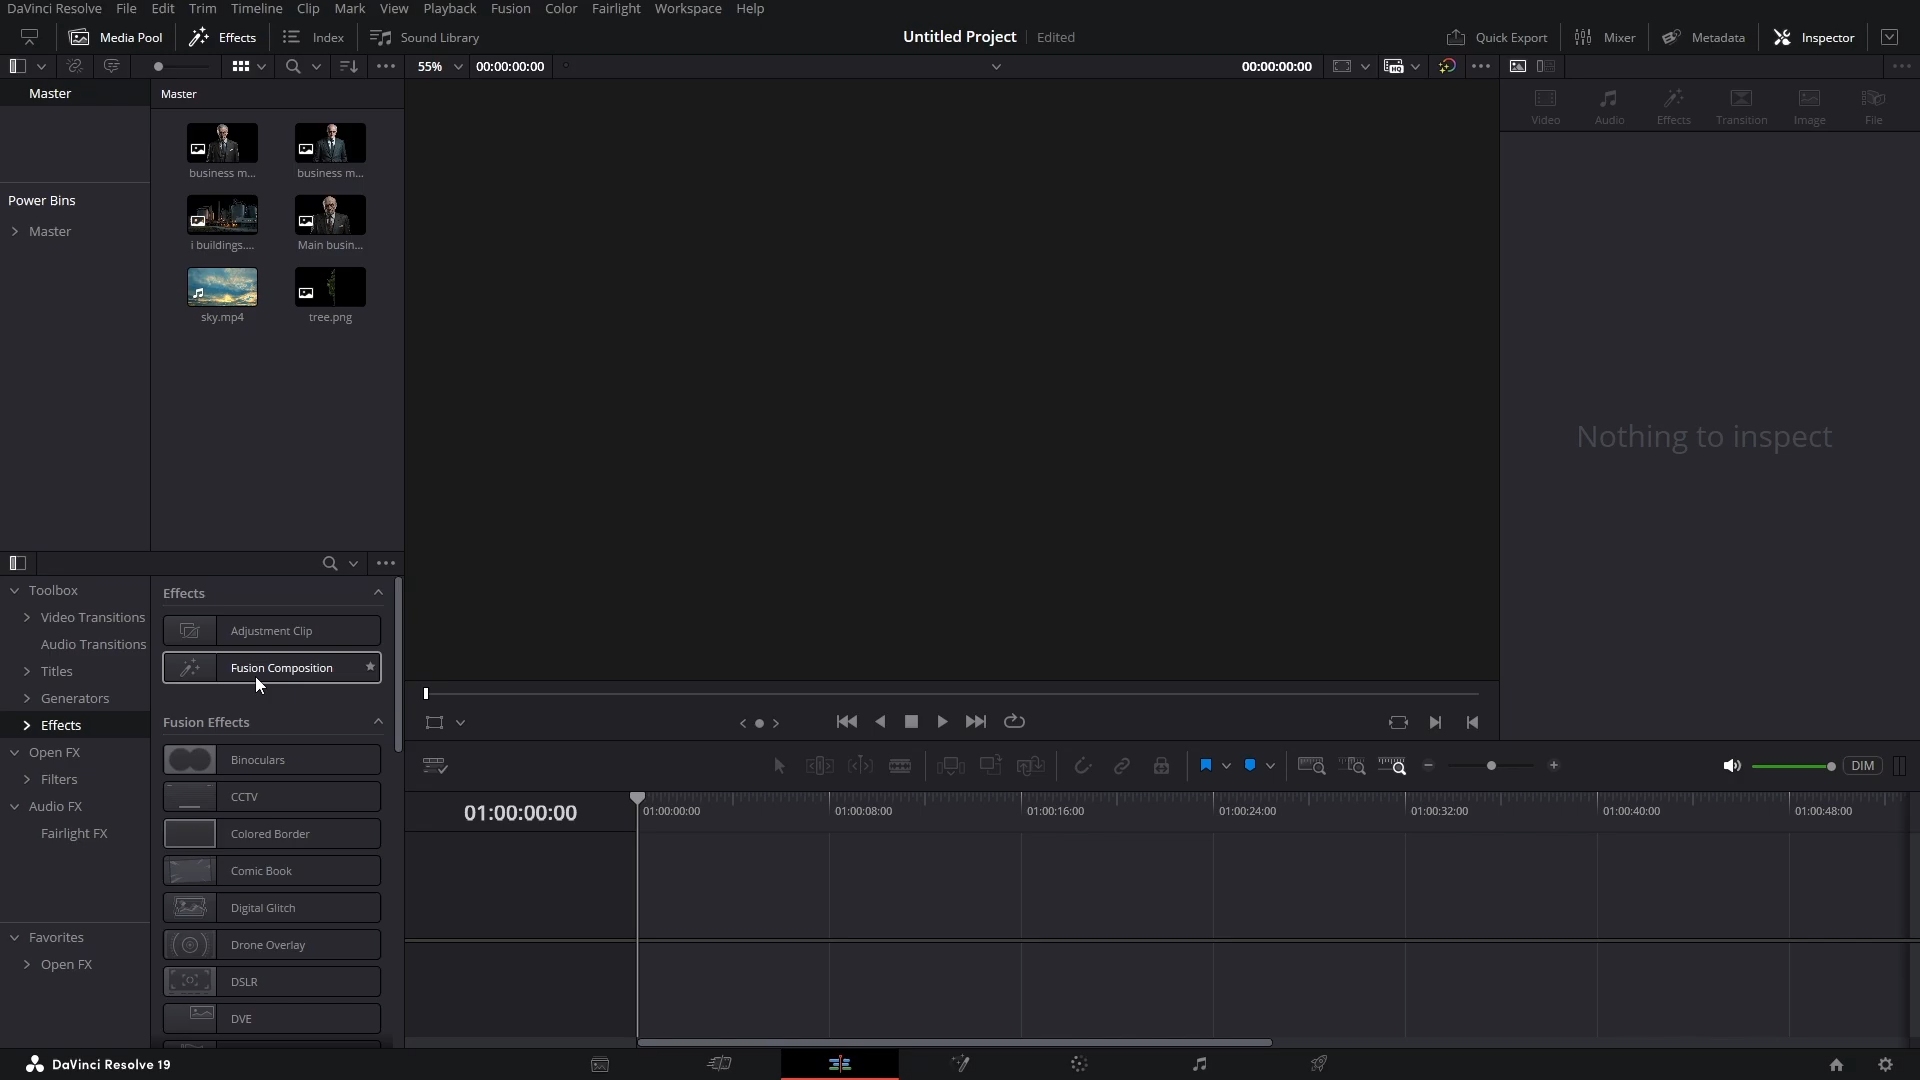 DaVinci Resolve File Edit Trim Timeline Clip Mark View Playback Fusion Color Fairlight Workspace Help
Media Pool Effects Index Sound Library Untitled Project Edited Quick Export Mixer Metadata Inspector
55% 00:00:00:00 00:00:00:00
Master
Master
Video Audio Effects Transition Image File
business m... business m...
Power Bins
Master
i buildings.... Main busin...
sky.mp4 tree.png
Nothing to inspect
Toolbox
Video Transitions
Audio Transitions
Titles
Generators
Effects
Open FX
Filters
Audio FX
Fairlight FX
Favorites
Open FX
Effects
Adjustment Clip
Fusion Composition
Fusion Effects
Binoculars
CCTV
Colored Border
Comic Book
Digital Glitch
Drone Overlay
DSLR
DVE
DIM
01:00:00:00 01:00:00:00 01:00:08:00 01:00:16:00 01:00:24:00 01:00:32:00 01:00:40:00 01:00:48:00
DaVinci Resolve 19